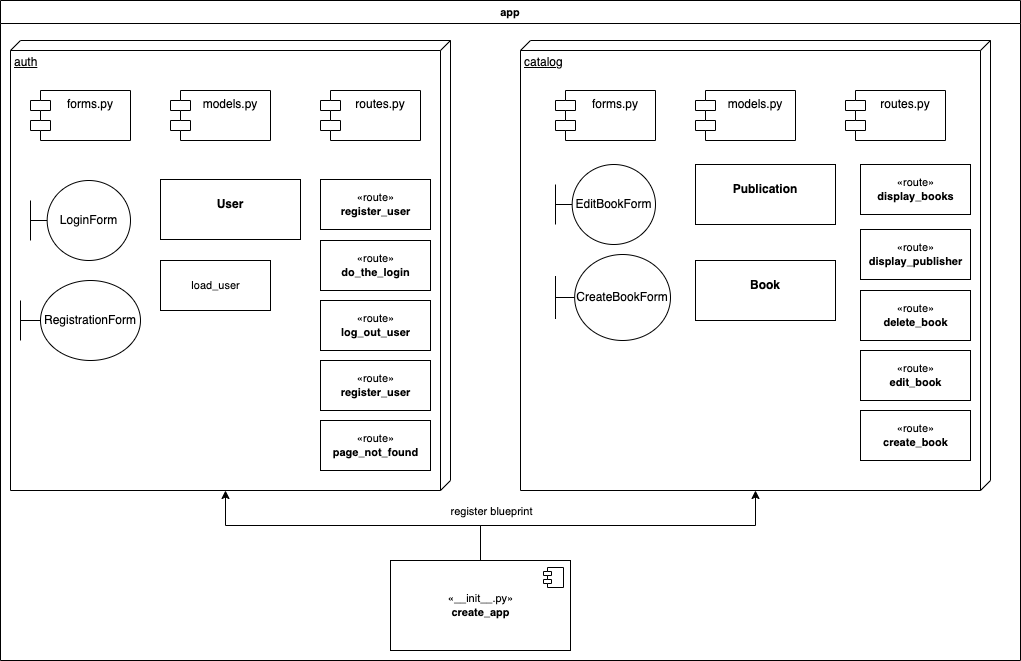 app
auth
forms.py
models.py
routes.py
LoginForm
RegistrationForm
User
load_user
«route»
register_user
«route»
do_the_login
«route»
log_out_user
«route»
register_user
«route»
page_not_found
catalog
forms.py
models.py
routes.py
EditBookForm
CreateBookForm
Publication
Book
«route»
display_books
«route»
display_publisher
«route»
delete_book
«route»
edit_book
«route»
create_book
register blueprint
«__init__.py»
create_app